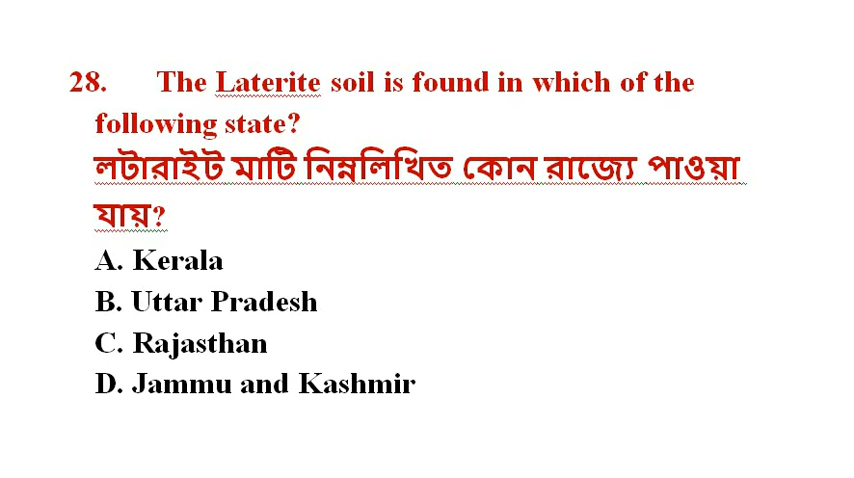 28. The Laterite soil is found in which of the
following state?
লটারাইট মাটি নিম্নলিখিত কোন রাজ্যে পাওয়া
যায়?
A. Kerala
B. Uttar Pradesh
C. Rajasthan
D. Jammu and Kashmir